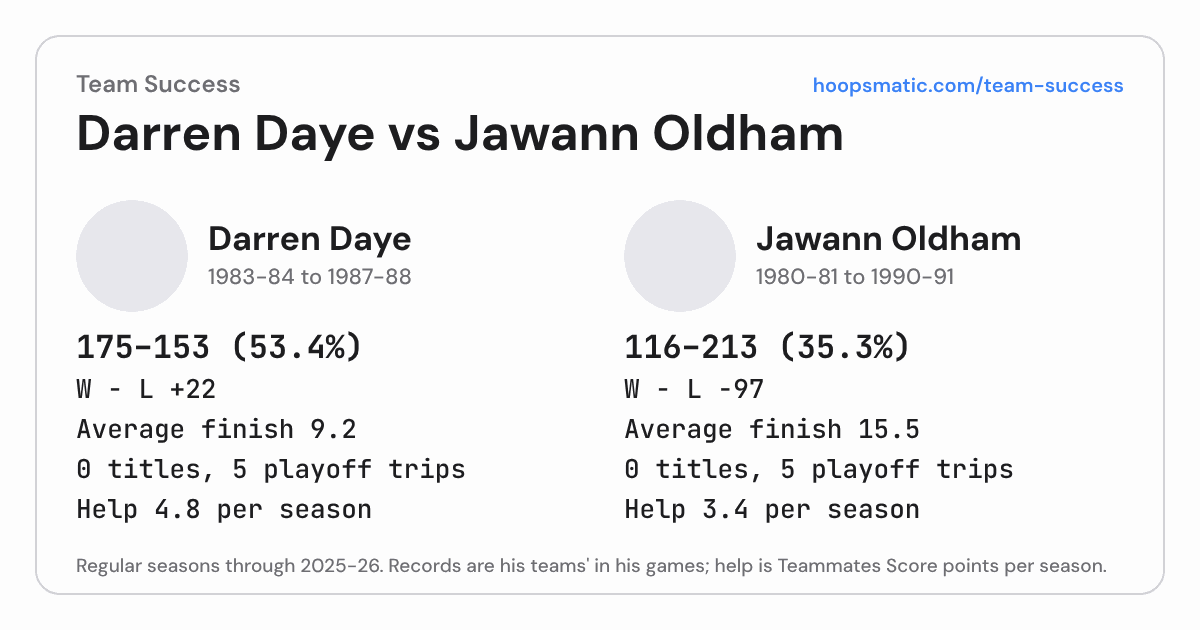 Team Success
hoopsmatic.com/team-success
Darren Daye vs Jawann Oldham
Darren Daye
1983-84 to 1987-88
175-153 (53.4%)
W - L +22
Average finish 9.2
0 titles, 5 playoff trips
Help 4.8 per season
Jawann Oldham
1980-81 to 1990-91
116-213 (35.3%)
W - L -97
Average finish 15.5
0 titles, 5 playoff trips
Help 3.4 per season
Regular seasons through 2025-26. Records are his teams' in his games; help is Teammates Score points per season.